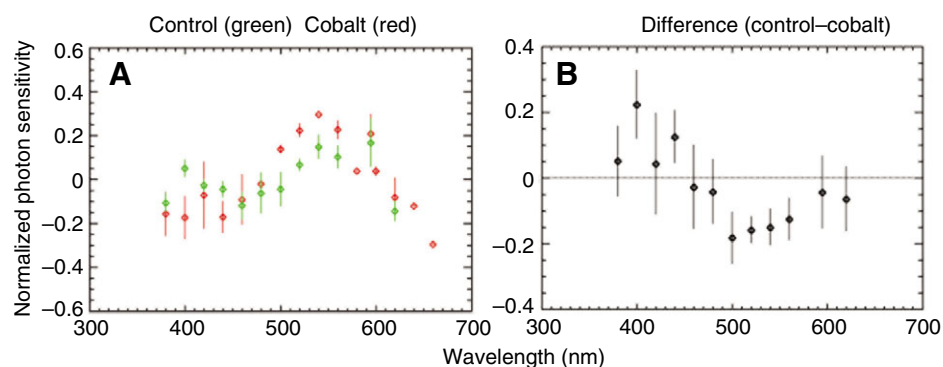 Control (green) Cobalt (red)
Difference (control–cobalt)
Normalized photon sensitivity
A
0.6
0.4
0.2
0
–0.2
–0.4
–0.6
300 400 500 600 700
B
0.4
0.2
0
–0.2
–0.4
300 400 500 600 700
Wavelength (nm)